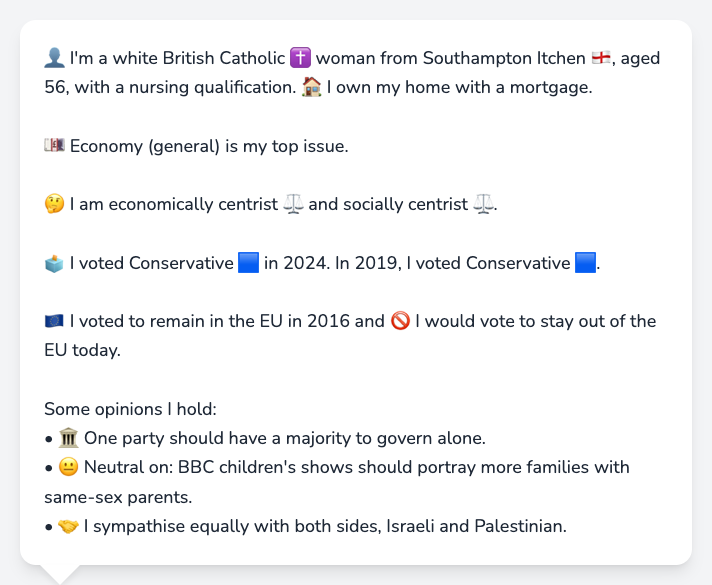 👤 I'm a white British Catholic ✝️ woman from Southampton Itchen 🏴󠁧󠁢󠁥󠁮󠁧󠁿, aged
56, with a nursing qualification. 🏠 I own my home with a mortgage.
💷 Economy (general) is my top issue.
🤔 I am economically centrist ⚖️ and socially centrist ⚖️.
🗳️ I voted Conservative 🟦 in 2024. In 2019, I voted Conservative 🟦.
🇪🇺 I voted to remain in the EU in 2016 and 🚫 I would vote to stay out of the
EU today.
Some opinions I hold:
• 🏛️ One party should have a majority to govern alone.
• 😐 Neutral on: BBC children's shows should portray more families with
same-sex parents.
• 🤝 I sympathise equally with both sides, Israeli and Palestinian.